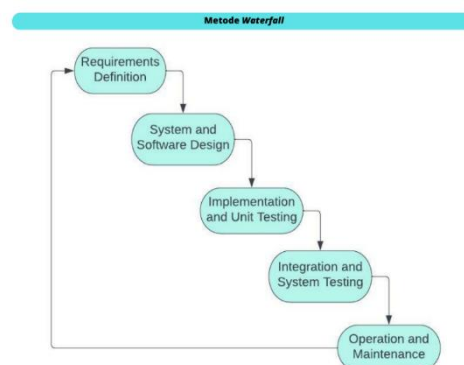 Metode Waterfall
Requirements
Definition
System and
Software Design
Implementation
and Unit Testing
Integration and
System Testing
Operation and
Maintenance